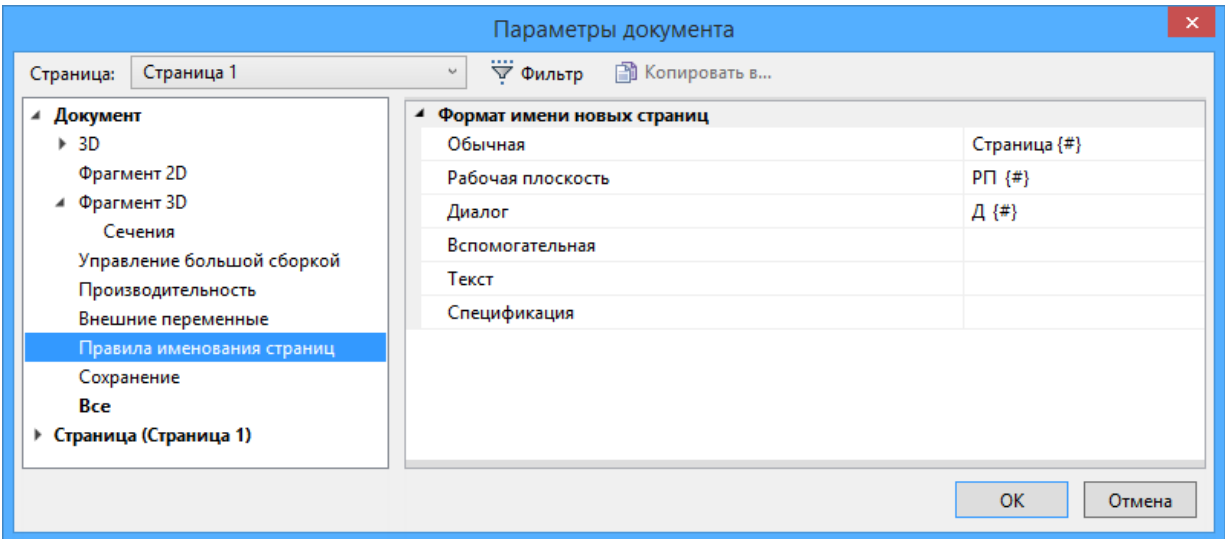 Параметры документа
Страница: Страница 1 Фильтр Копировать в...
Документ
3D
Фрагмент 2D
Фрагмент 3D
Сечения
Управление большой сборкой
Производительность
Внешние переменные
Правила именования страниц
Сохранение
Все
Страница (Страница 1)
Формат имени новых страниц
Обычная Страница {#}
Рабочая плоскость РП {#}
Диалог Д {#}
Вспомогательная
Текст
Спецификация
ОК Отмена